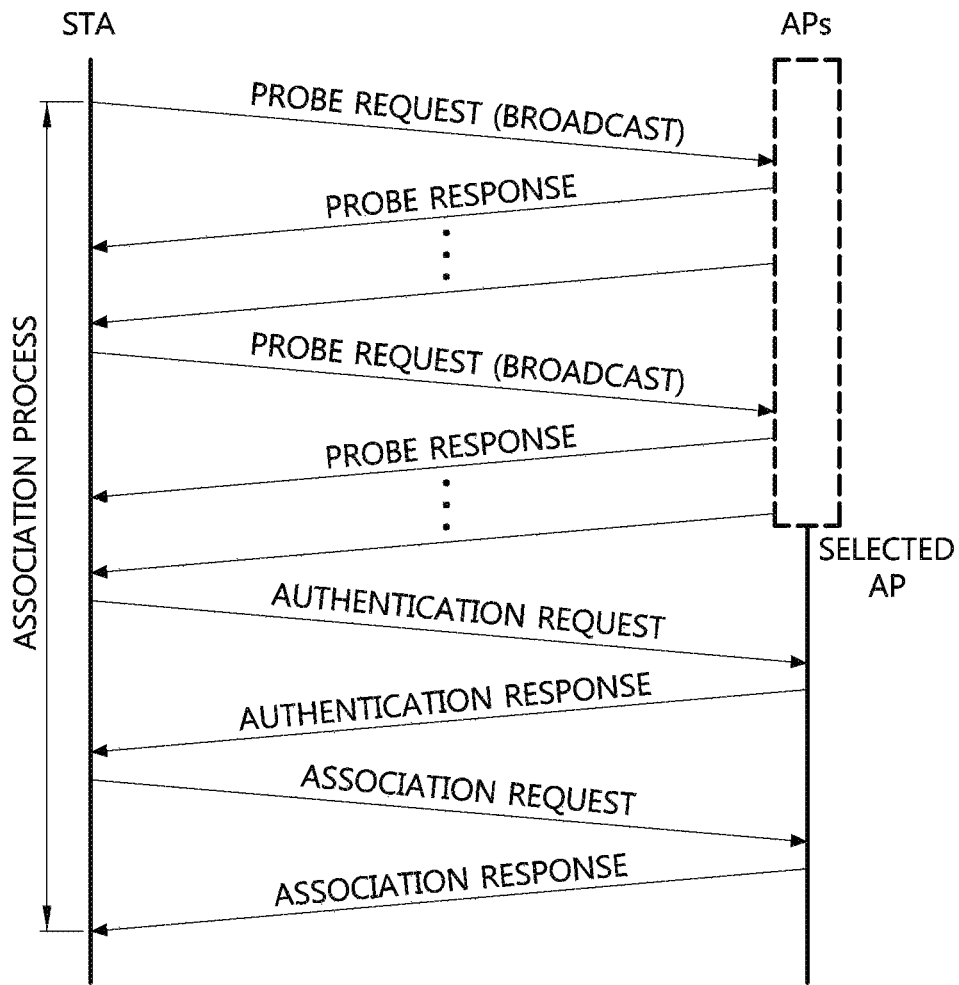 STA
APs
PROBE REQUEST (BROADCAST)
PROBE RESPONSE
PROBE REQUEST (BROADCAST)
PROBE RESPONSE
ASSOCIATION PROCESS
SELECTED
AP
AUTHENTICATION REQUEST
AUTHENTICATION RESPONSE
ASSOCIATION REQUEST
ASSOCIATION RESPONSE